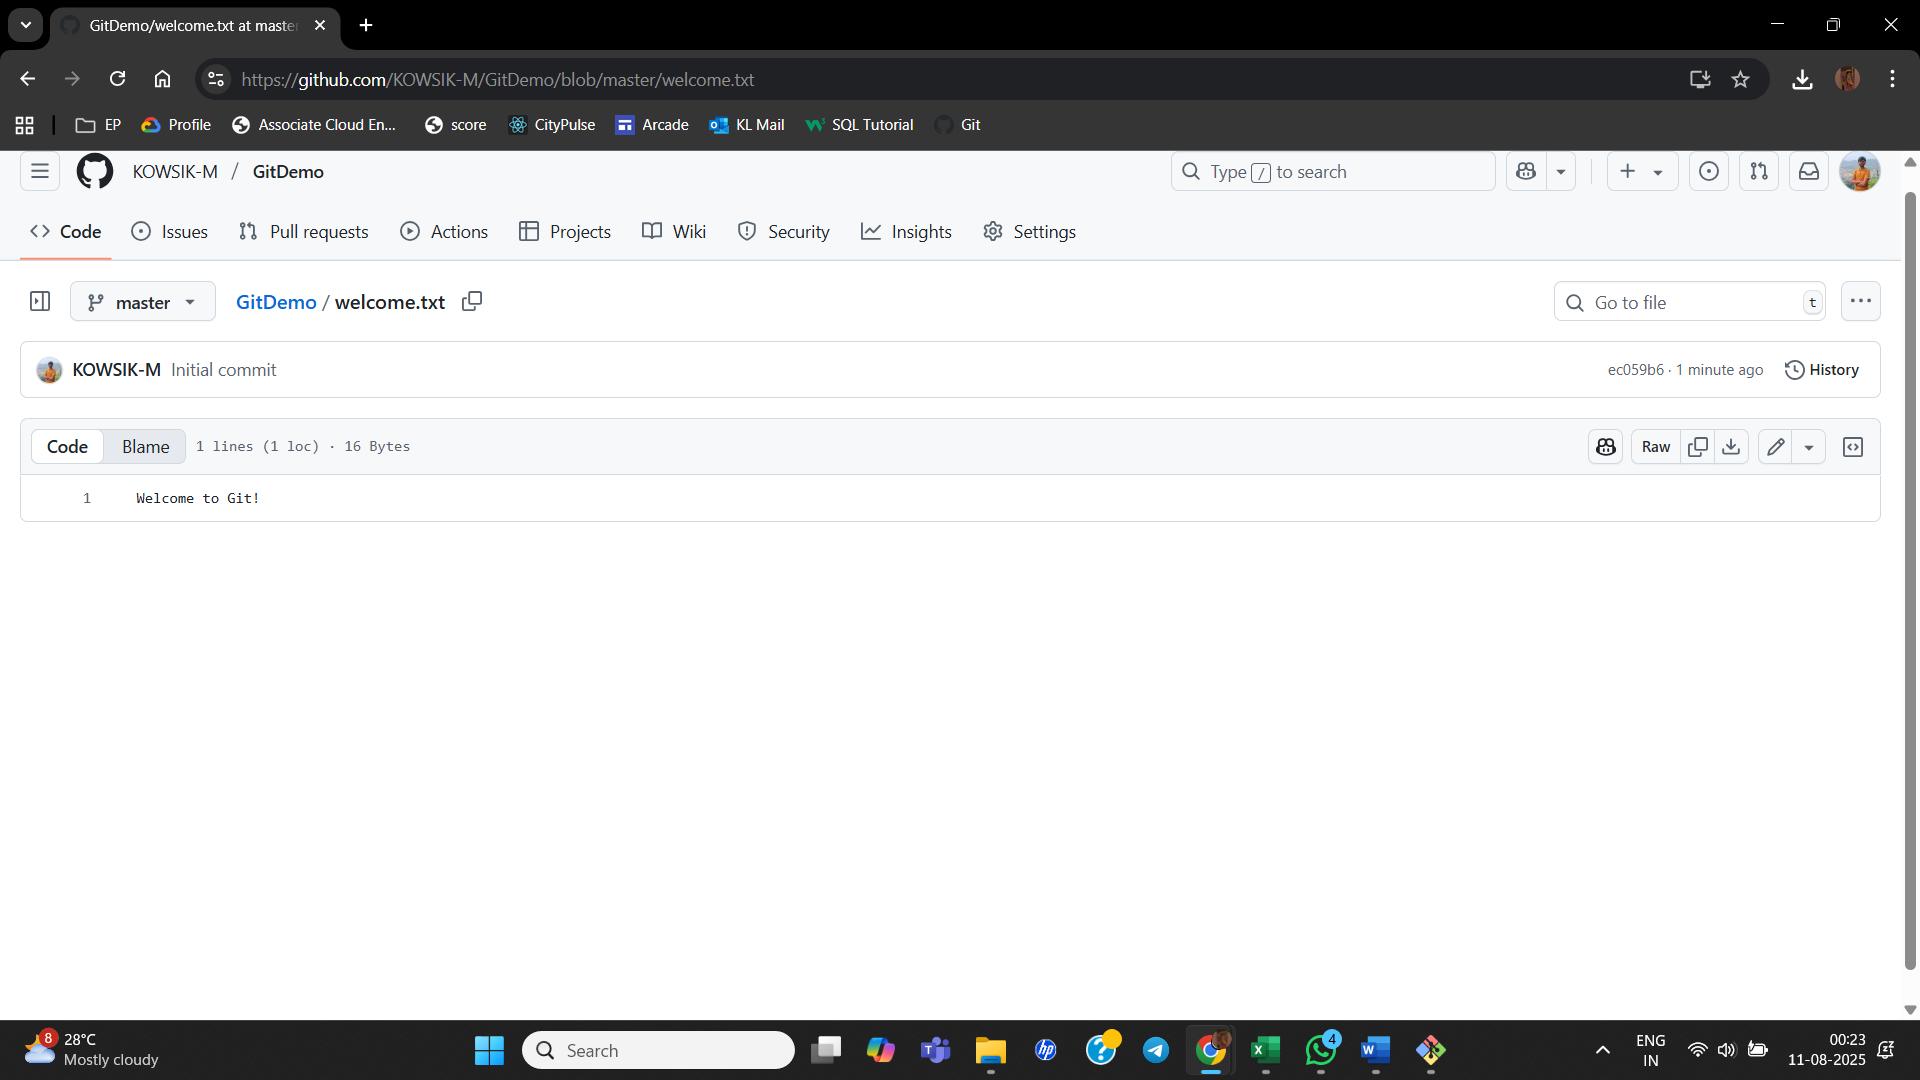 GitDemo/welcome.txt at master
https://github.com/KOWSIK-M/GitDemo/blob/master/welcome.txt
EP Profile Associate Cloud En... score CityPulse Arcade KL Mail SQL Tutorial Git
KOWSIK-M / GitDemo Type / to search
Code Issues Pull requests Actions Projects Wiki Security Insights Settings
master GitDemo / welcome.txt Go to file t
KOWSIK-M Initial commit ec059b6 · 1 minute ago History
Code Blame 1 lines (1 loc) · 16 Bytes Raw
1 Welcome to Git!
8 28°C
Mostly cloudy
Search
4
ENG
IN
00:23
11-08-2025